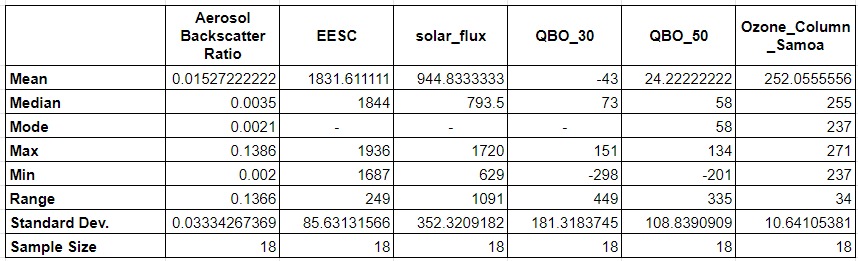 Aerosol Backscatter Ratio EESC solar_flux QBO_30 QBO_50 Ozone_Column_Samoa
Mean 0.01527222222 1831.611111 944.8333333 -43 24.22222222 252.0555556
Median 0.0035 1844 793.5 73 58 255
Mode 0.0021 - - - 58 237
Max 0.1386 1936 1720 151 134 271
Min 0.002 1687 629 -298 -201 237
Range 0.1366 249 1091 449 335 34
Standard Dev. 0.03334267369 85.63131566 352.3209182 181.3183745 108.8390909 10.64105381
Sample Size 18 18 18 18 18 18